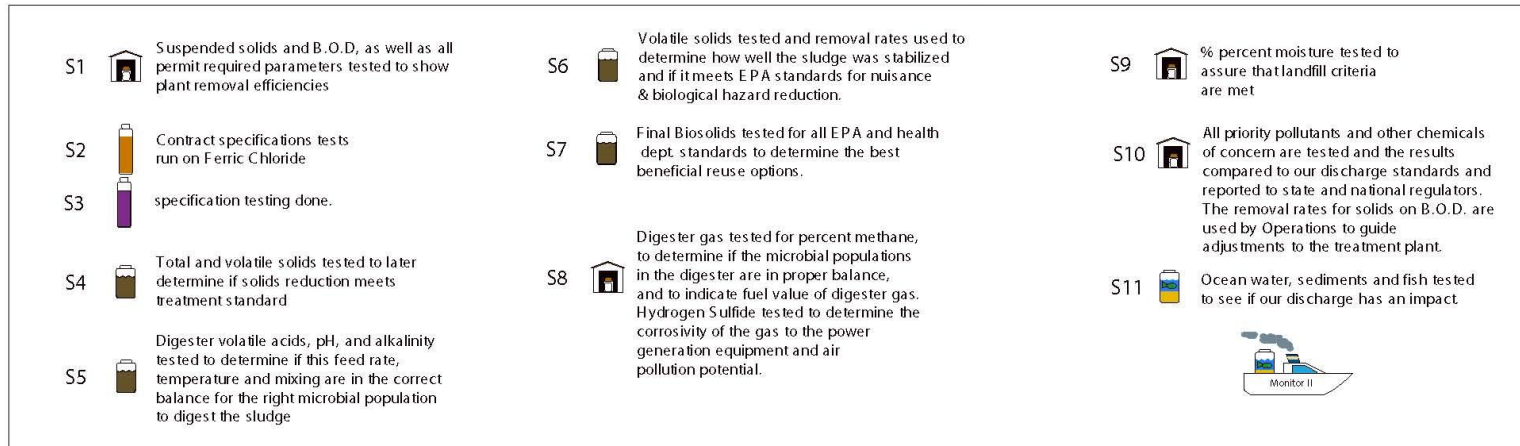 S1
Suspended solids and B.O.D, as well as all
permit required parameters tested to show
plant removal efficiencies
S2
Contract specifications tests
run on Ferric Chloride
S3
specification testing done.
S4
Total and volatile solids tested to later
determine if solids reduction meets
treatment standard
S5
Digester volatile acids, pH, and alkalinity
tested to determine if this feed rate,
temperature and mixing are in the correct
balance for the right microbial population
to digest the sludge
S6
Volatile solids tested and removal rates used to
determine how well the sludge was stabilized
and if it meets EPA standards for nuisance
& biological hazard reduction.
S7
Final Biosolids tested for all EPA and health
dept. standards to determine the best
beneficial reuse options.
S8
Digester gas tested for percent methane,
to determine if the microbial populations
in the digester are in proper balance,
and to indicate fuel value of digester gas.
Hydrogen Sulfide tested to determine the
corrosivity of the gas to the power
generation equipment and air
pollution potential.
S9
% percent moisture tested to
assure that landfill criteria
are met
S10
All priority pollutants and other chemicals
of concern are tested and the results
compared to our discharge standards and
reported to state and national regulators.
The removal rates for solids on B.O.D. are
used by Operations to guide
adjustments to the treatment plant.
S11
Ocean water, sediments and fish tested
to see if our discharge has an impact.
Monitor II